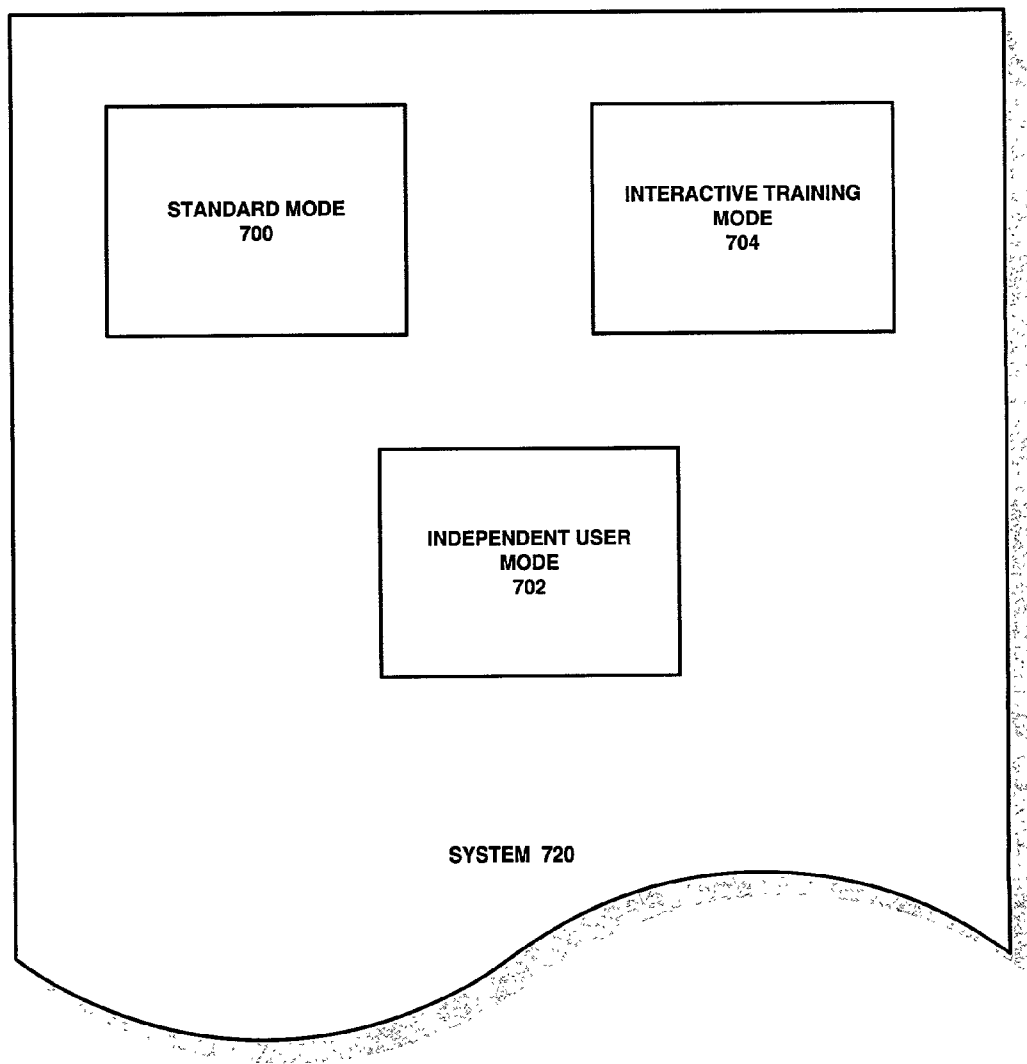 STANDARD MODE
700
INTERACTIVE TRAINING
MODE
704
INDEPENDENT USER
MODE
702
SYSTEM 720